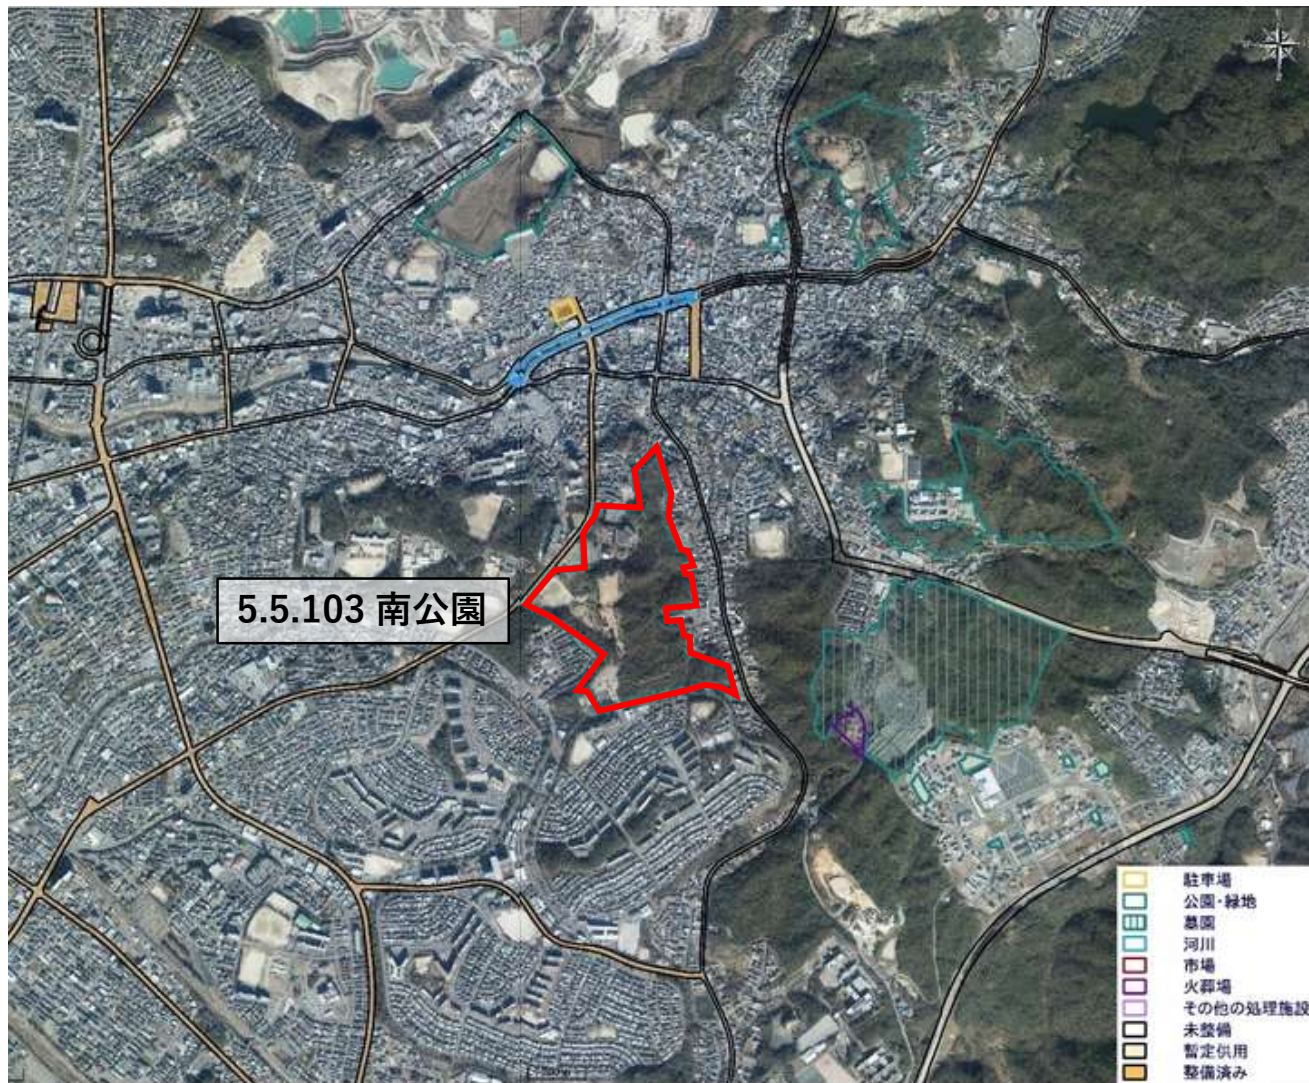 5.5.103 南公園
駐車場
公園・緑地
墓園
河川
市場
火葬場
その他の処理施設
未整備
暫定供用
整備済み